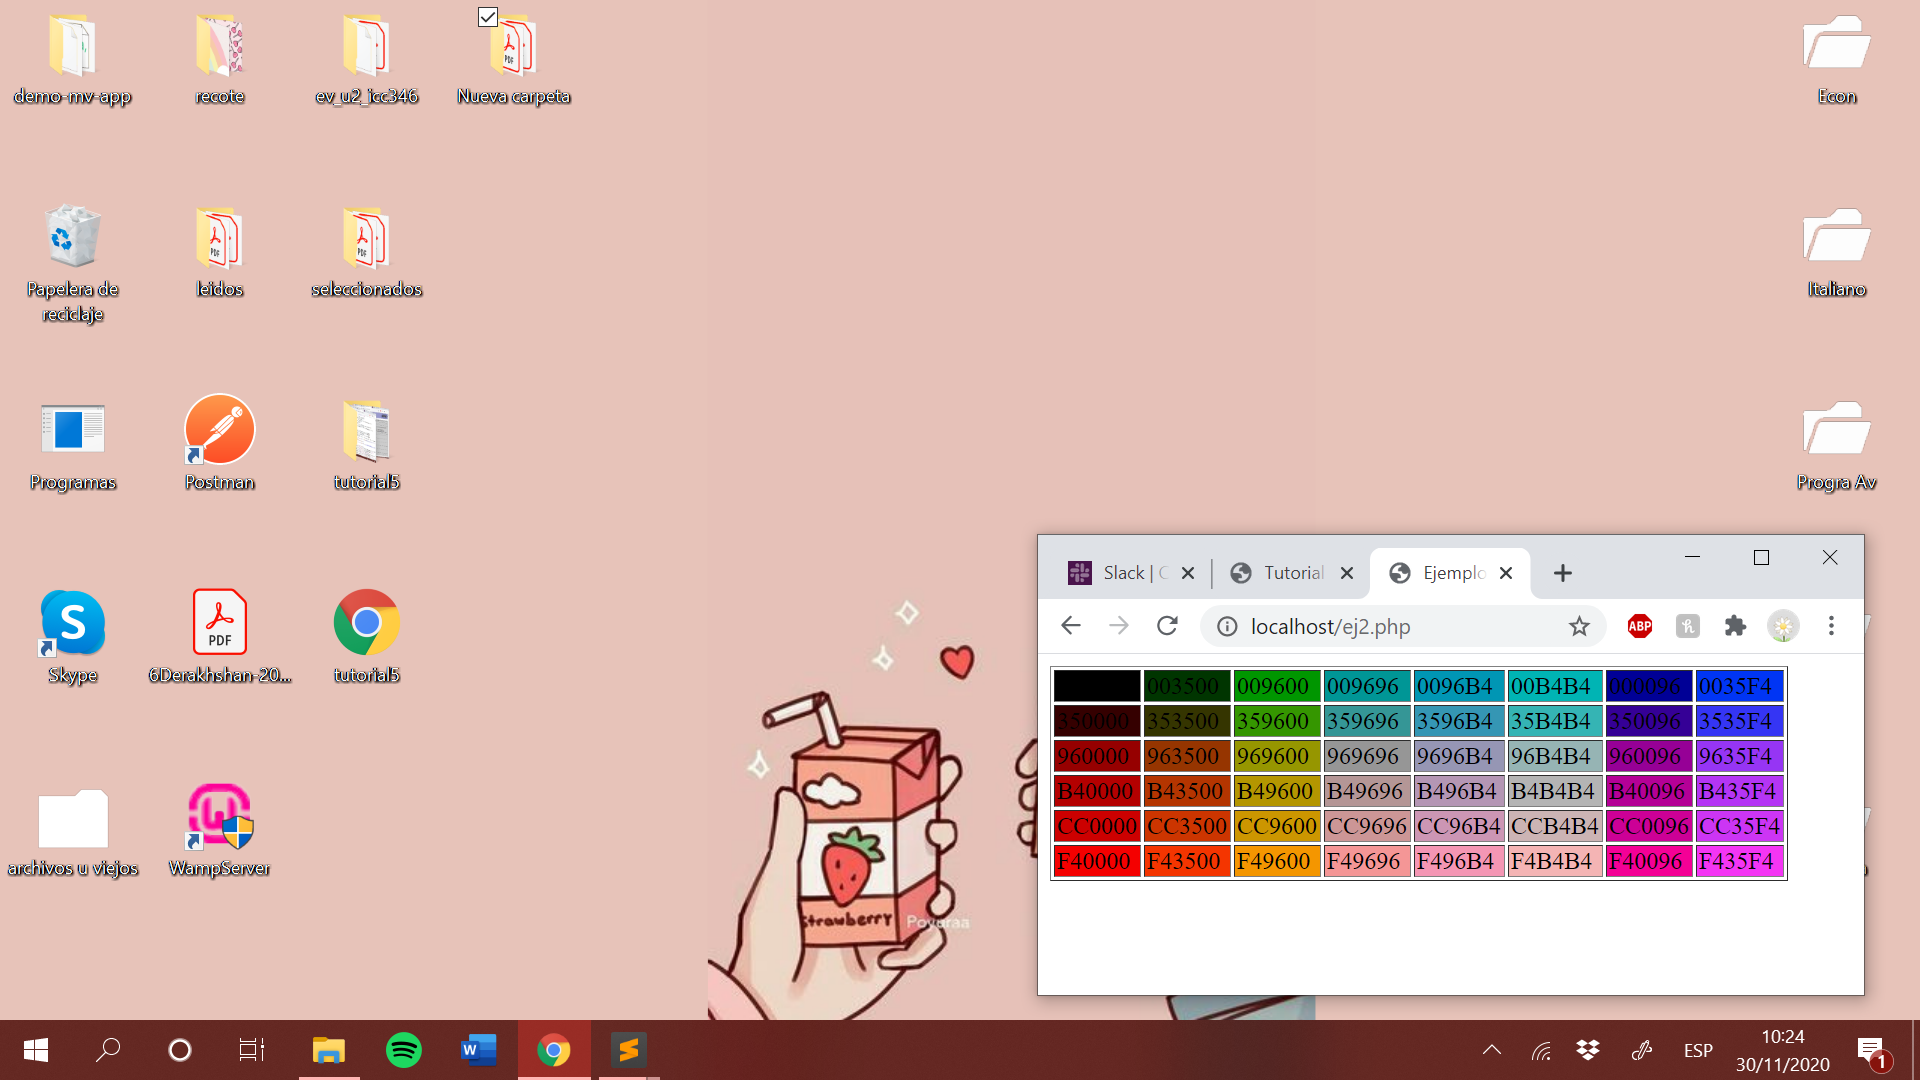 demo-mv-app
recote
ev_u2_icc346
Nueva carpeta
Econ
Papelera de
reciclaje
leidos
seleccionados
Italiano
Programas
Postman
tutorial5
Progra Av
Skype
6Derakhshan-20...
tutorial5
archivos u viejos
WampServer
PDF
Strawberry
Slack | C
Tutorial
Ejemplo
localhost/ej2.php
ABP
003500 009600 009696 0096B4 00B4B4 000096 0035F4
350000 353500 359600 359696 3596B4 35B4B4 350096 3535F4
960000 963500 969600 969696 9696B4 96B4B4 960096 9635F4
B40000 B43500 B49600 B49696 B496B4 B4B4B4 B40096 B435F4
CC0000 CC3500 CC9600 CC9696 CC96B4 CCB4B4 CC0096 CC35F4
F40000 F43500 F49600 F49696 F496B4 F4B4B4 F40096 F435F4
ESP
10:24
30/11/2020
1